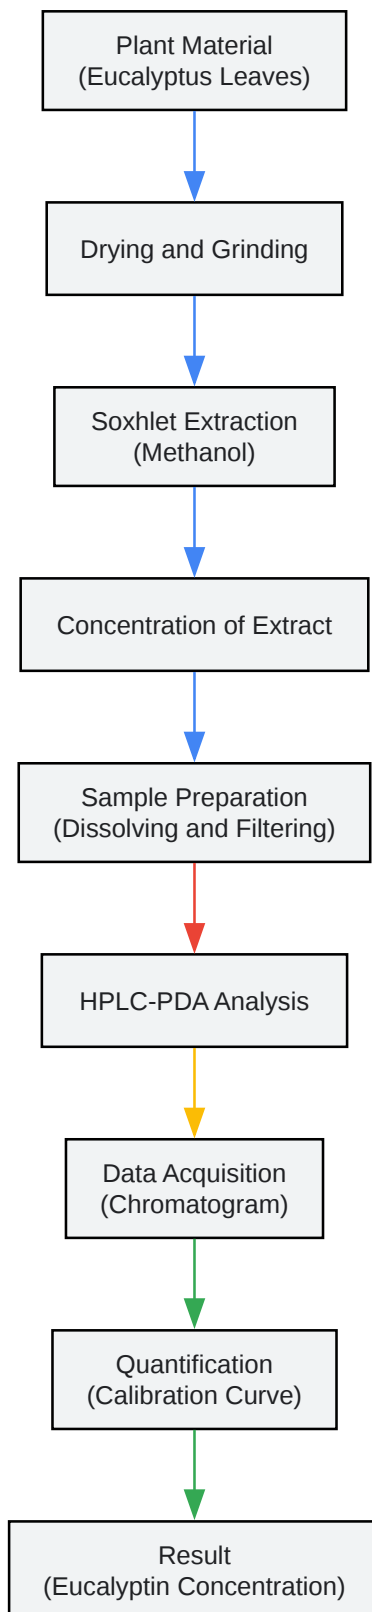 Plant Material
(Eucalyptus Leaves)
Drying and Grinding
Soxhlet Extraction
(Methanol)
Concentration of Extract
Sample Preparation
(Dissolving and Filtering)
HPLC-PDA Analysis
Data Acquisition
(Chromatogram)
Quantification
(Calibration Curve)
Result
(Eucalyptin Concentration)